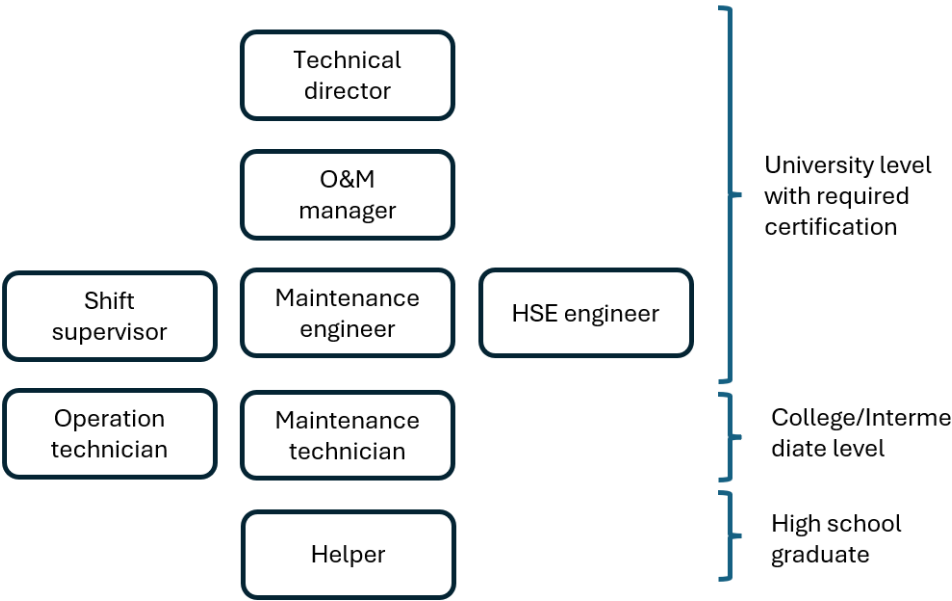 Technical
director
O&M
manager
University level
with required
certification
Shift
supervisor
Maintenance
engineer
HSE engineer
Operation
technician
Maintenance
technician
College/Interme
diate level
Helper
High school
graduate